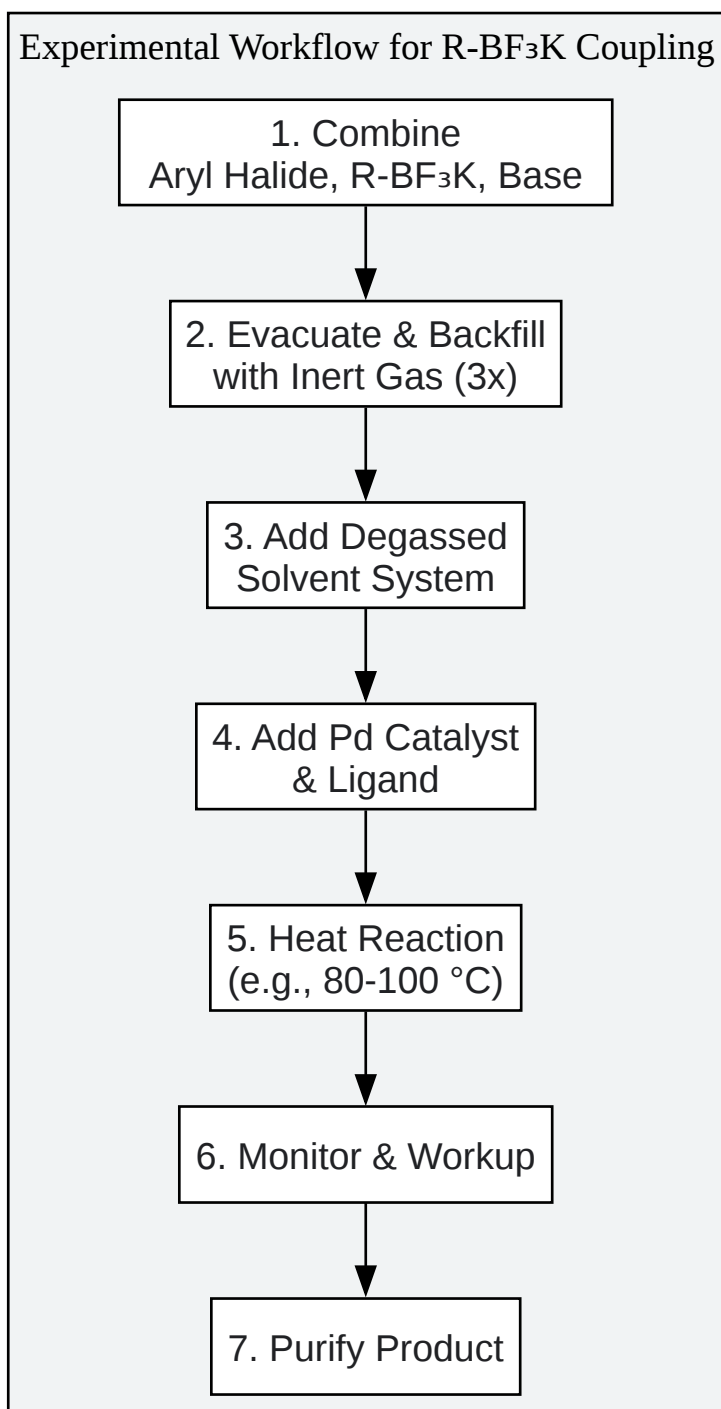 Experimental Workflow for R-BF₃K Coupling
1. Combine
Aryl Halide, R-BF₃K, Base
2. Evacuate & Backfill
with Inert Gas (3x)
3. Add Degassed
Solvent System
4. Add Pd Catalyst
& Ligand
5. Heat Reaction
(e.g., 80-100 °C)
6. Monitor & Workup
7. Purify Product